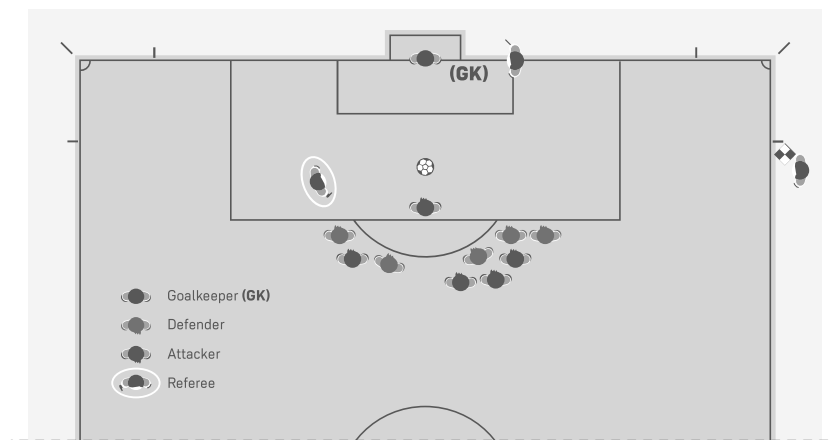 (GK)
Goalkeeper (GK)
Defender
Attacker
Referee